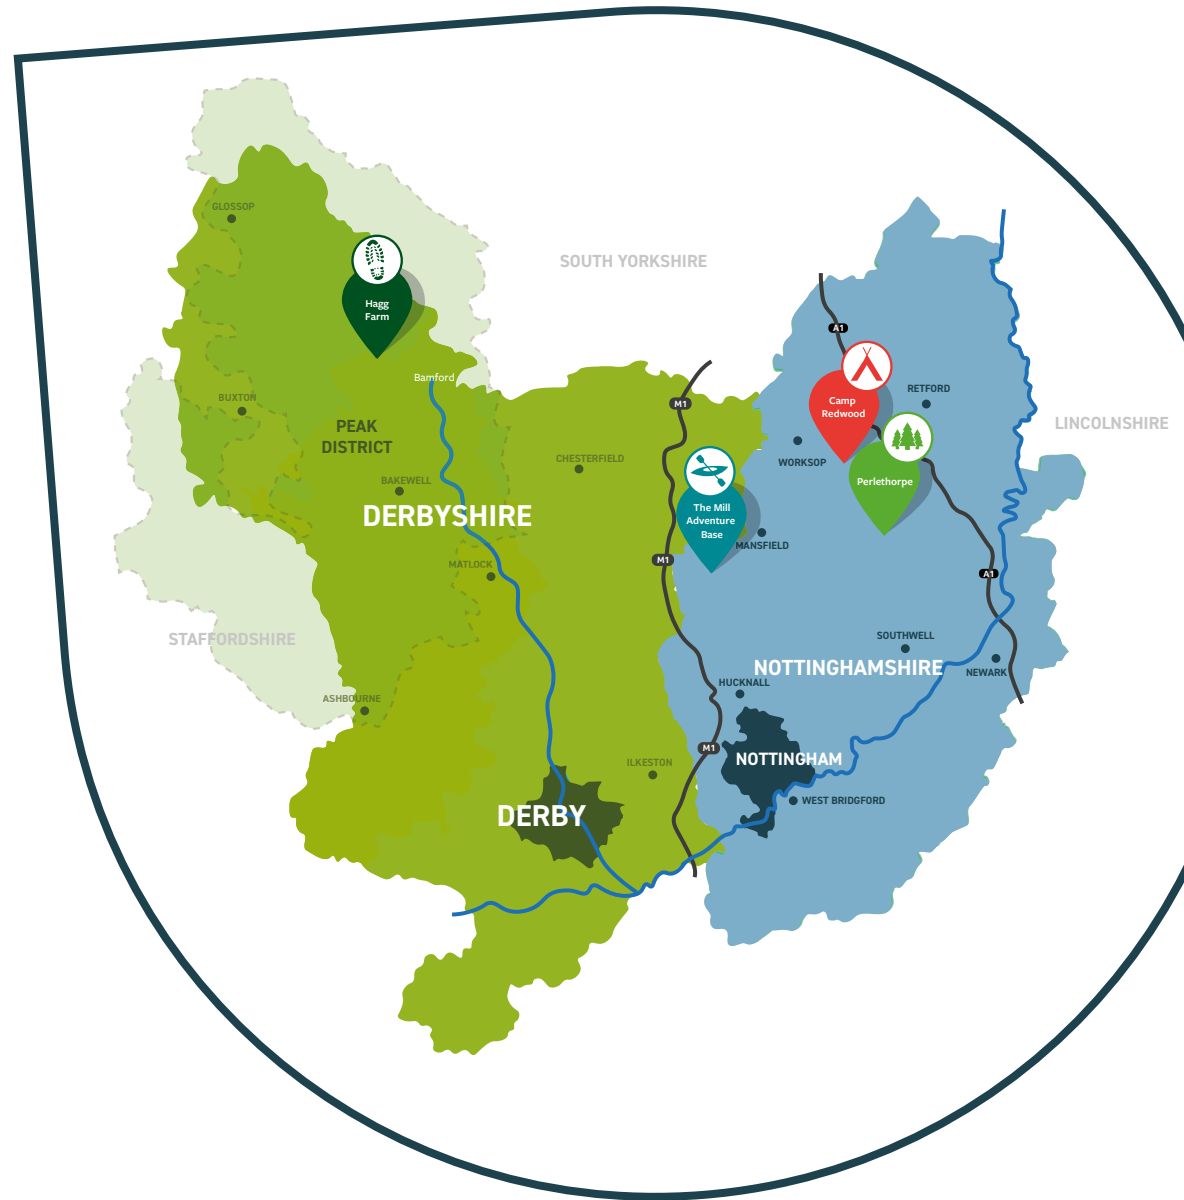 GLOSSOP
SOUTH YORKSHIRE
Hagg
Farm
A1
Bamford
BUXTON
PEAK
DISTRICT
M1
Camp
Redwood
RETFORD
LINCOLNSHIRE
CHESTERFIELD
WORKSOP
BAKEWELL
Perlethorpe
DERBYSHIRE
The Mill
Adventure
Base
MANSFIELD
MATLOCK
M1
A1
STAFFORDSHIRE
SOUTHWELL
NOTTINGHAMSHIRE
NEWARK
HUCKNALL
ASHBOURNE
M1
ILKESTON
NOTTINGHAM
WEST BRIDGFORD
DERBY